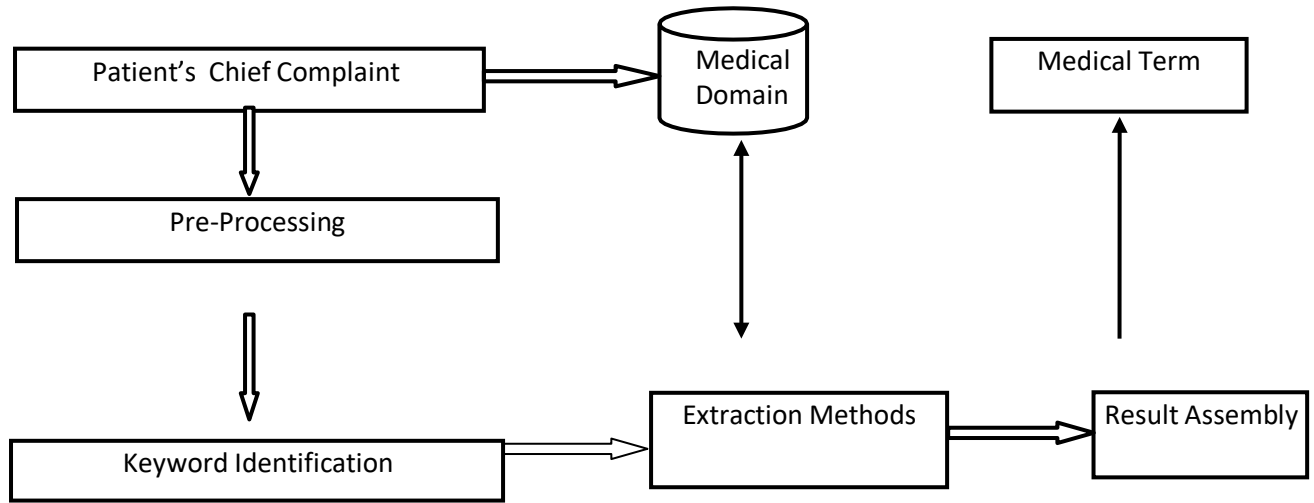 Patient's  Chief Complaint
Medical
Domain
Medical Term
Pre-Processing
Extraction Methods
Result Assembly
Keyword Identification